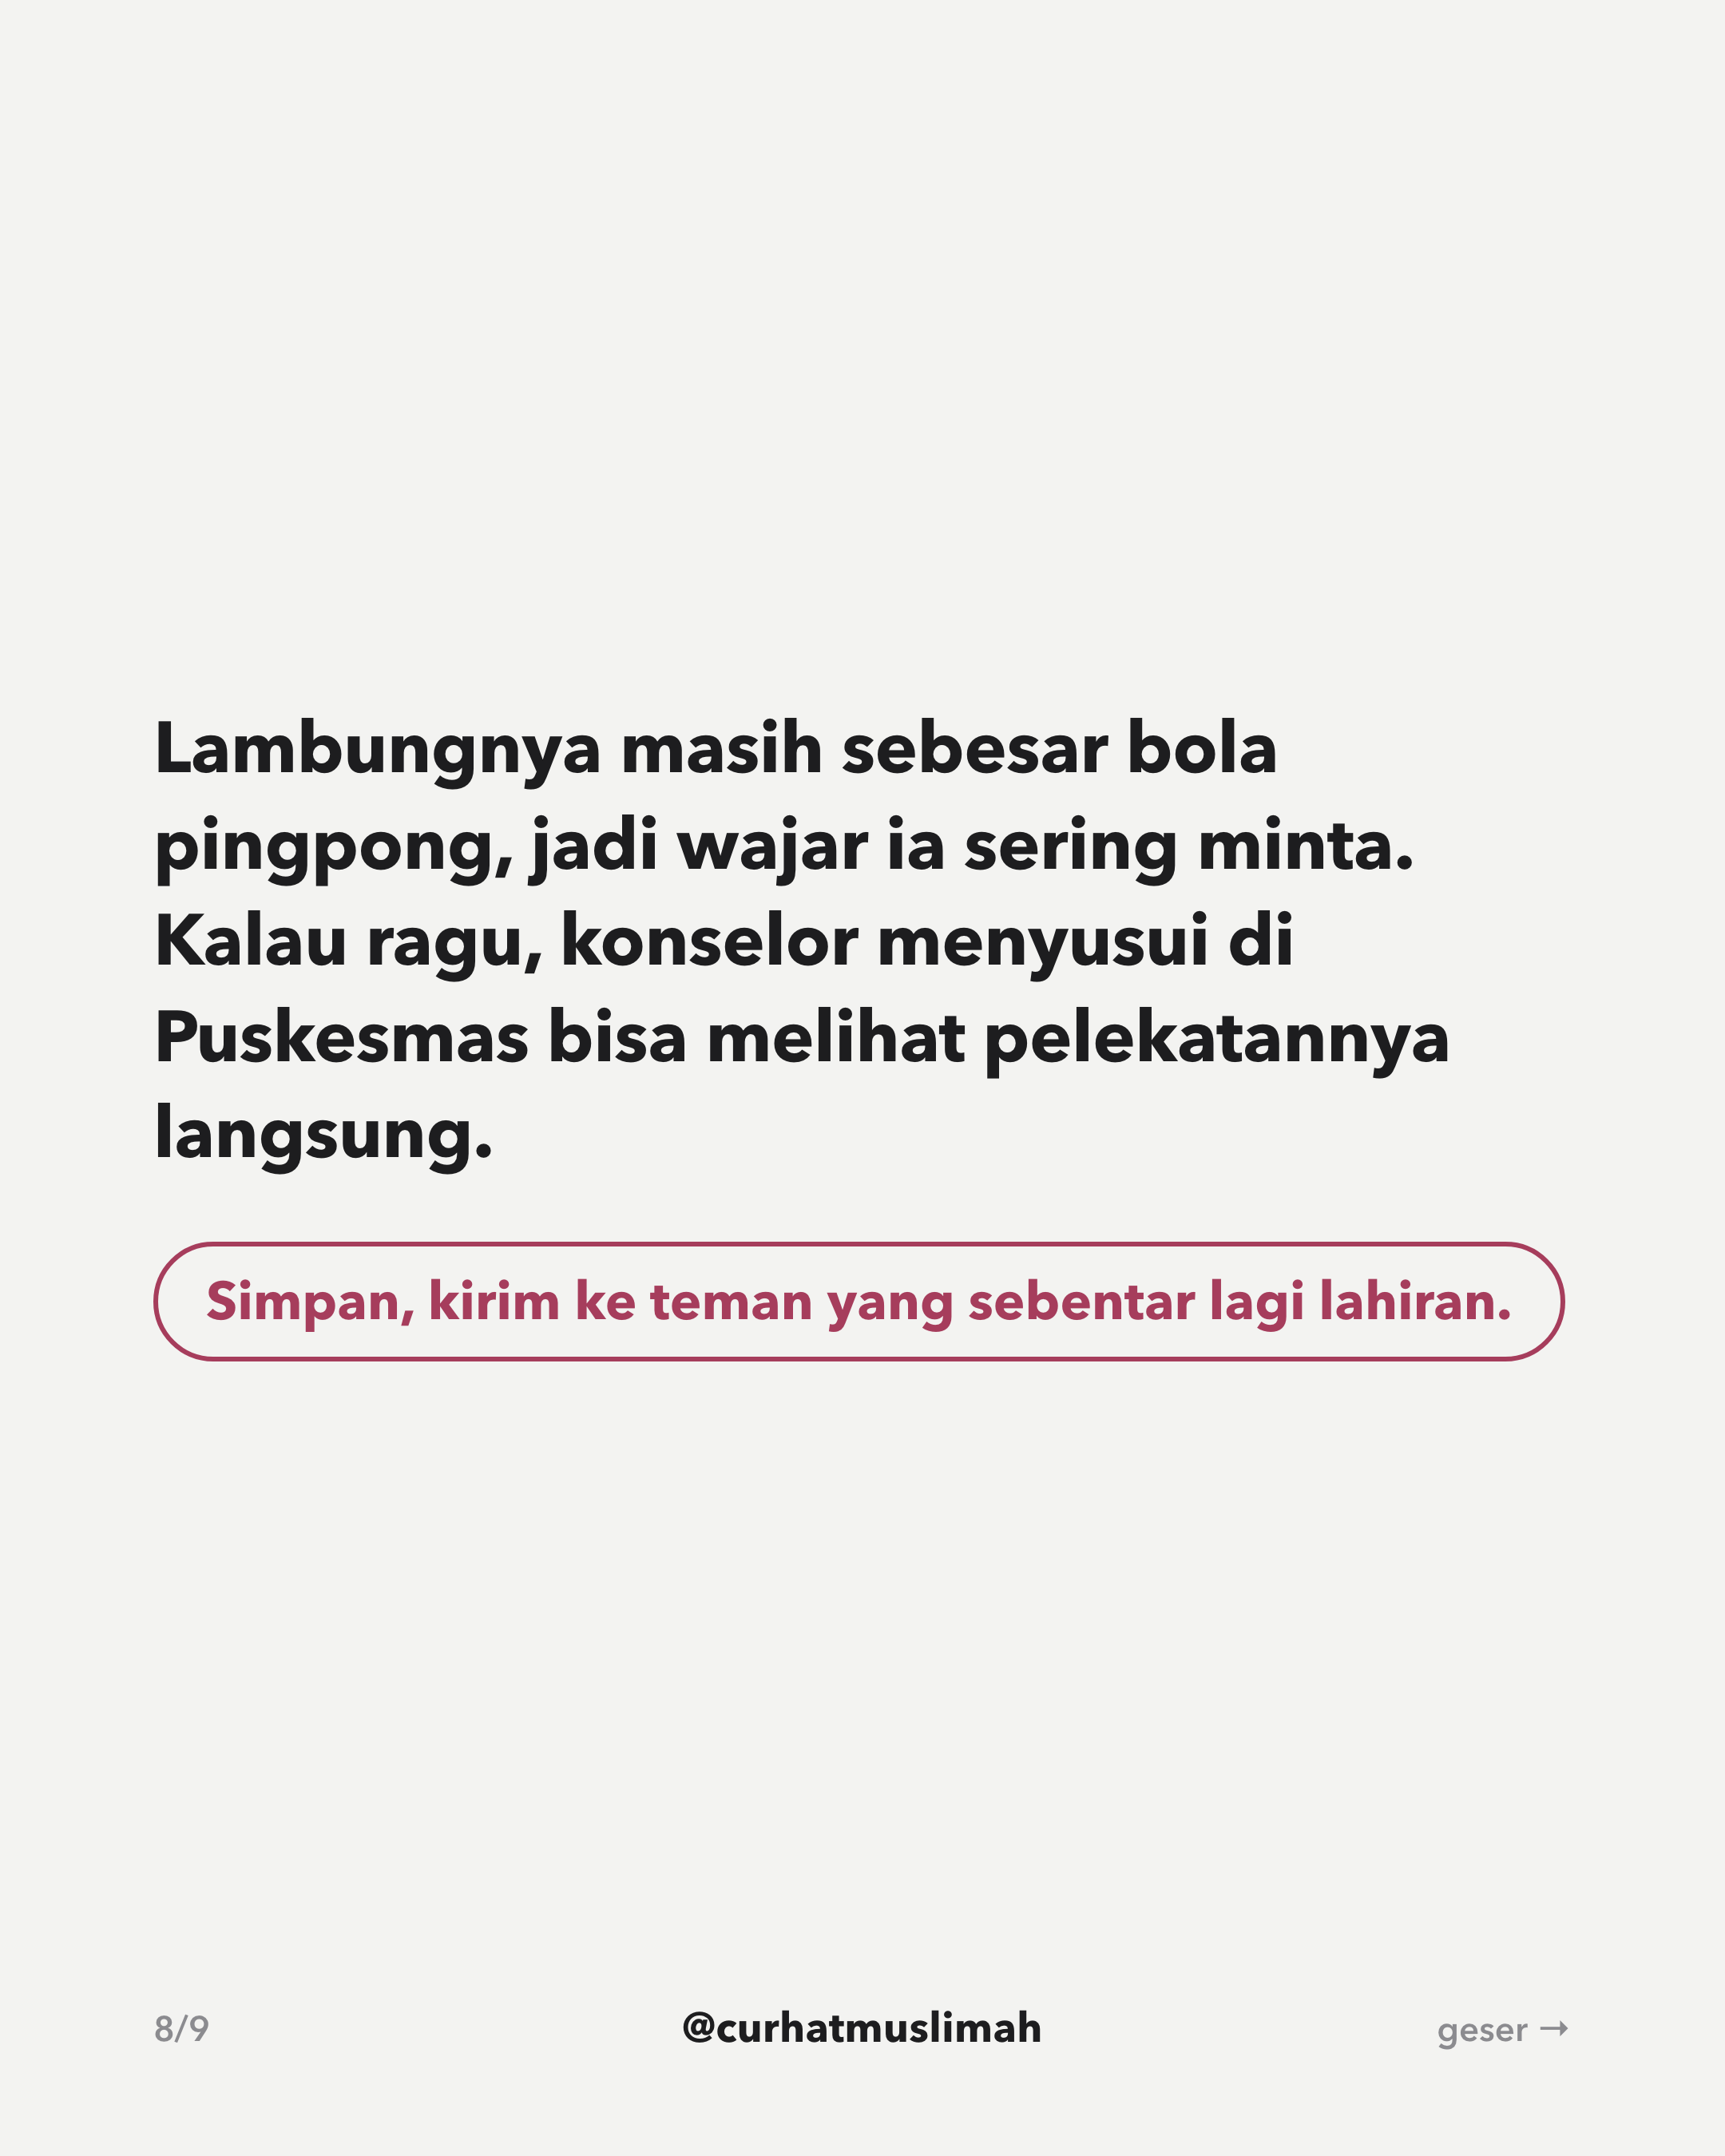 Lambungnya masih sebesar bola
pingpong, jadi wajar ia sering minta.
Kalau ragu, konselor menyusui di
Puskesmas bisa melihat pelekatannya
langsung.
Simpan, kirim ke teman yang sebentar lagi lahiran.
8/9
@curhatmuslimah
geser →